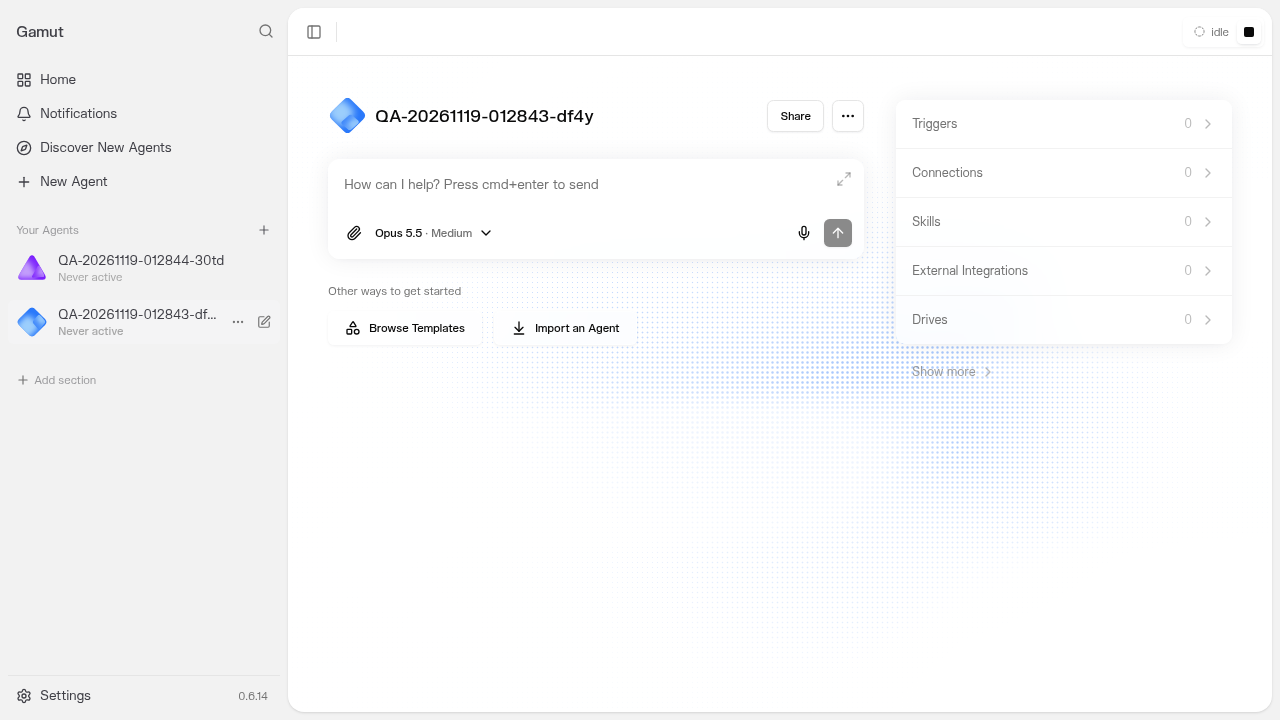 Gamut
Home
Notifications
Discover New Agents
New Agent
Your Agents
QA-20261119-012844-30td
Never active
QA-20261119-012843-df...
Never active
Add section
Settings
0.6.14
idle
QA-20261119-012843-df4y
Share
How can I help? Press cmd+enter to send
Opus 5.5 · Medium
Other ways to get started
Browse Templates
Import an Agent
Triggers 0
Connections 0
Skills 0
External Integrations 0
Drives 0
Show more